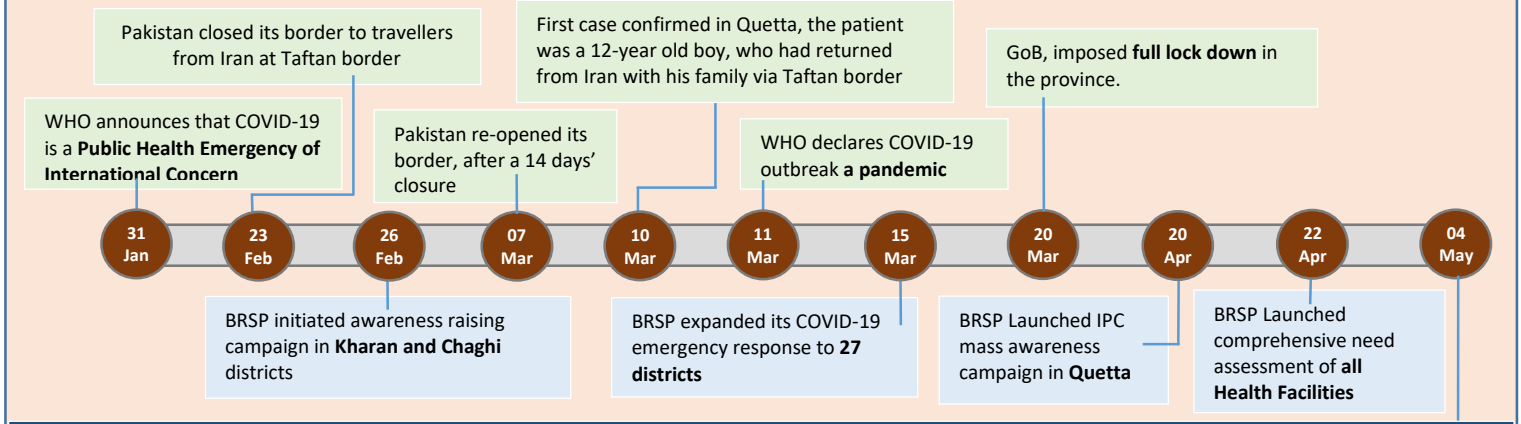 Pakistan closed its border to travellers
from Iran at Taftan border
First case confirmed in Quetta, the patient
was a 12-year old boy, who had returned
from Iran with his family via Taftan border
GoB, imposed full lock down in
the province.
WHO announces that COVID-19
is a Public Health Emergency of
International Concern
Pakistan re-opened its
border, after a 14 days’
closure
WHO declares COVID-19
outbreak a pandemic
31
Jan
23
Feb
26
Feb
07
Mar
10
Mar
11
Mar
15
Mar
20
Mar
20
Apr
22
Apr
04
May
BRSP initiated awareness raising
campaign in Kharan and Chaghi
districts
BRSP expanded its COVID-19
emergency response to 27
districts
BRSP Launched IPC
mass awareness
campaign in Quetta
BRSP Launched
comprehensive need
assessment of all
Health Facilities